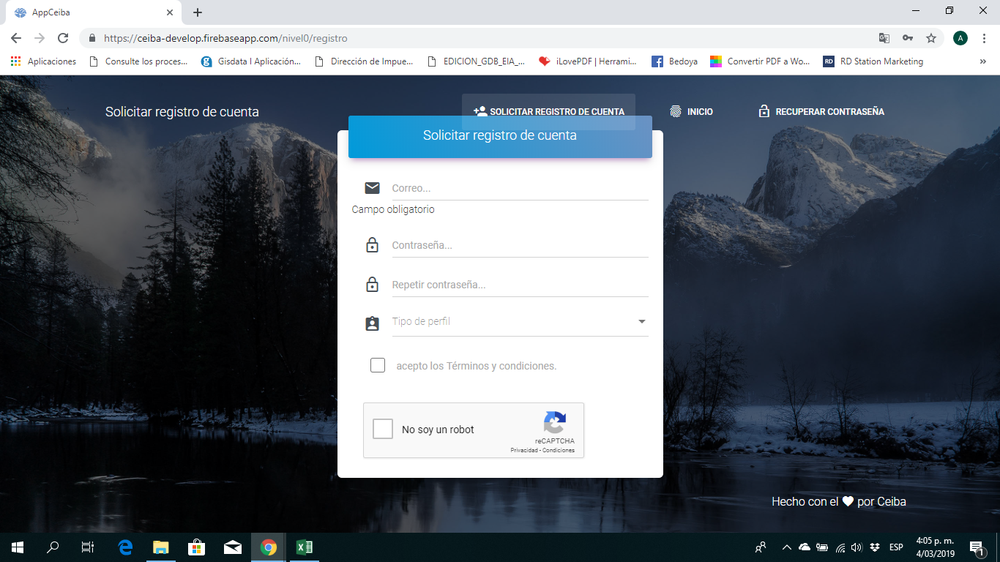 AppCeiba
https://ceiba-develop.firebaseapp.com/nivel0/registro
A
Aplicaciones
Consulte los proces...
Gisdata I Aplicación...
Dirección de Impue...
EDICION_GDB_EIA_...
iLovePDF | Herrami...
Bedoya
Convertir PDF a Wo...
RD
RD Station Marketing
»
Solicitar registro de cuenta
SOLICITAR REGISTRO DE CUENTA
INICIO
RECUPERAR CONTRASEÑA
Solicitar registro de cuenta
Correo...
Campo obligatorio
Contraseña...
Repetir contraseña...
Tipo de perfil
acepto los Términos y condiciones.
No soy un robot
reCAPTCHA
Privacidad - Condiciones
Hecho con el ♥ por Ceiba
ESP
4:05 p. m.
4/03/2019
1